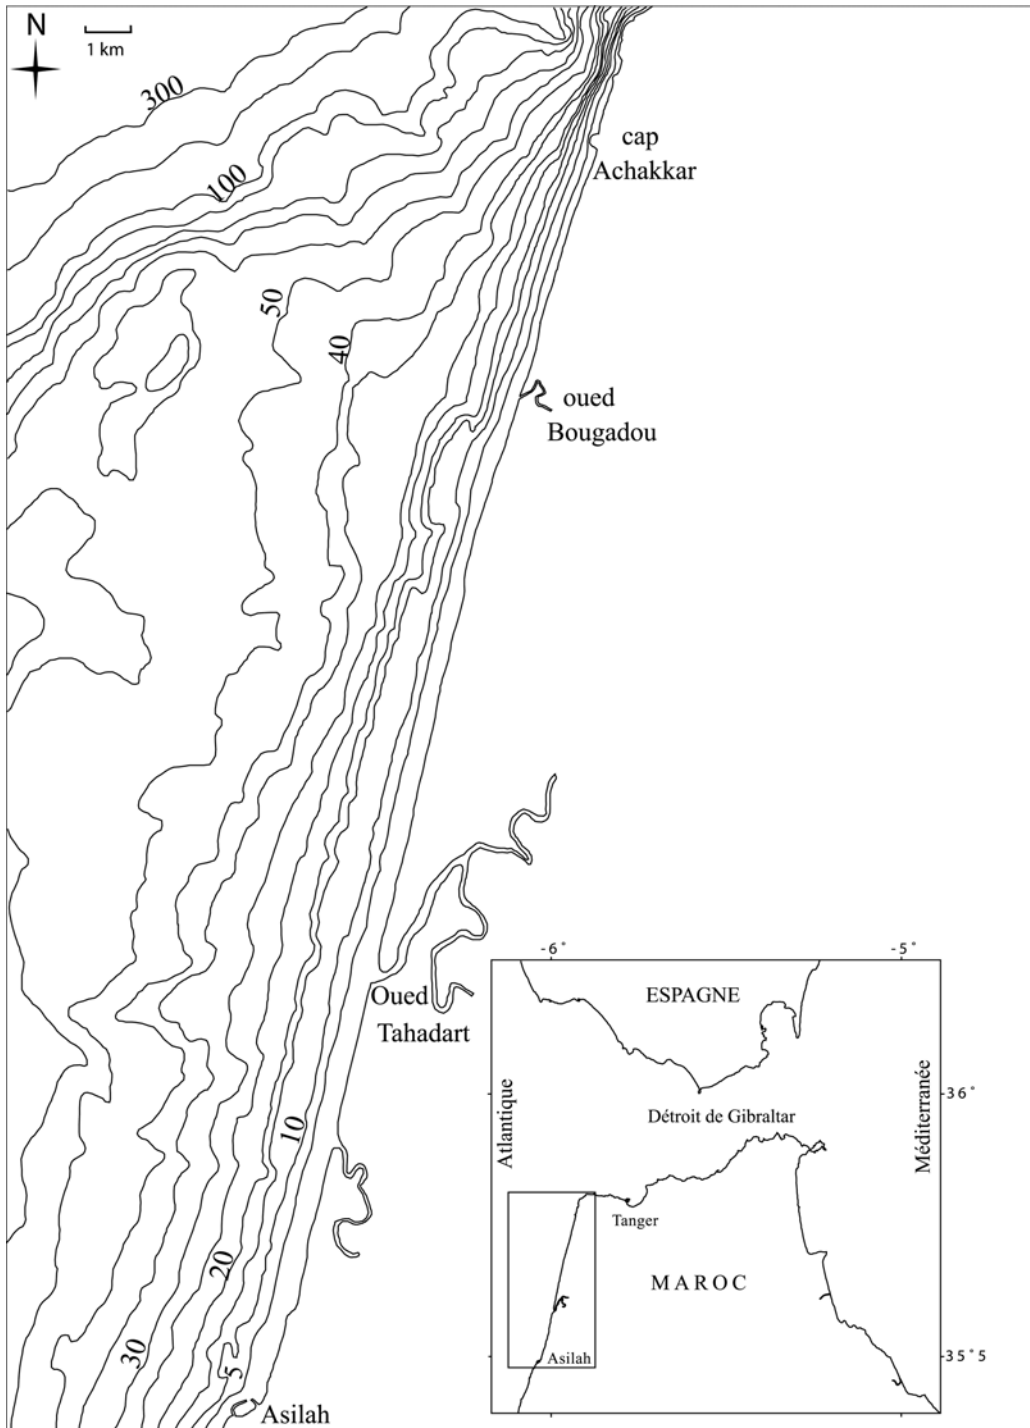 N
1 km
300
cap
Achakkar
100
50
40
oued
Bougadou
Oued
Tahadart
10
20
30
5
Asilah
-6°
-5°
ESPAGNE
Atlantique
Méditerranée
36°
Détroit de Gibraltar
Tanger
MAROC
Asilah
35°5